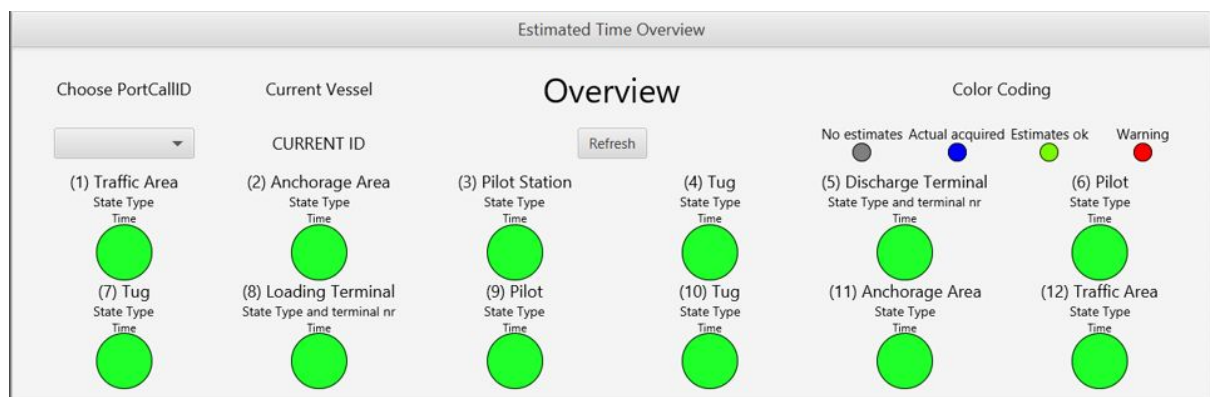 Estimated Time Overview
Choose PortCallID
Current Vessel
Overview
Color Coding
CURRENT ID
Refresh
No estimates
Actual acquired
Estimates ok
Warning
(1) Traffic Area
State Type
Time
(2) Anchorage Area
State Type
Time
(3) Pilot Station
State Type
Time
(4) Tug
State Type
Time
(5) Discharge Terminal
State Type and terminal nr
Time
(6) Pilot
State Type
Time
(7) Tug
State Type
Time
(8) Loading Terminal
State Type and terminal nr
Time
(9) Pilot
State Type
Time
(10) Tug
State Type
Time
(11) Anchorage Area
State Type
Time
(12) Traffic Area
State Type
Time